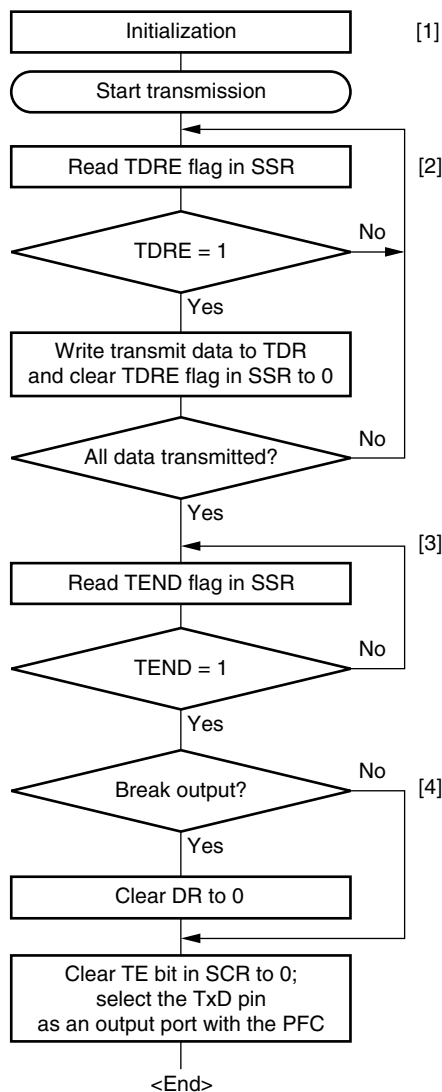 Initialization
[1]
Start transmission
Read TDRE flag in SSR
[2]
TDRE = 1
No
Yes
Write transmit data to TDR
and clear TDRE flag in SSR to 0
All data transmitted?
No
Yes
[3]
Read TEND flag in SSR
TEND = 1
No
Yes
Break output?
No
[4]
Yes
Clear DR to 0
Clear TE bit in SCR to 0;
select the TxD pin
as an output port with the PFC
<End>